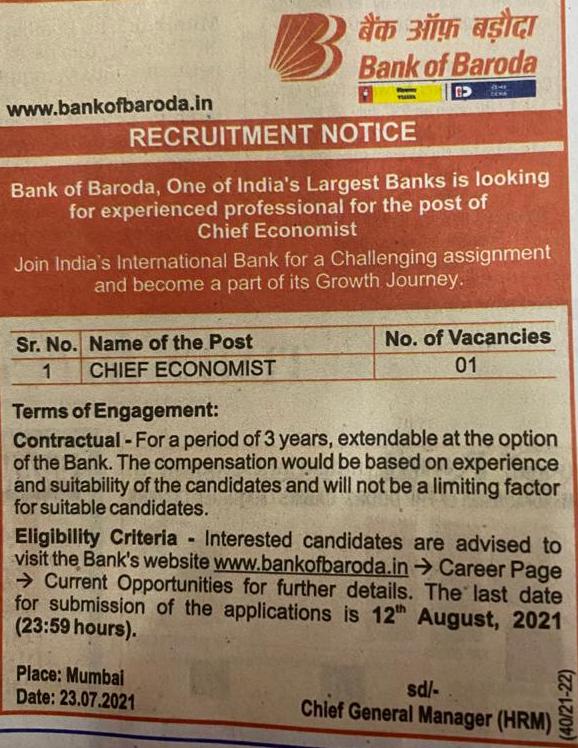 बैंक ऑफ़ बड़ौदा
Bank of Baroda
www.bankofbaroda.in
RECRUITMENT NOTICE
Bank of Baroda, One of India's Largest Banks is looking
for experienced professional for the post of
Chief Economist
Join India's International Bank for a Challenging assignment
and become a part of its Growth Journey.
Sr. No. Name of the Post No. of Vacancies
1 CHIEF ECONOMIST 01
Terms of Engagement:
Contractual - For a period of 3 years, extendable at the option
of the Bank. The compensation would be based on experience
and suitability of the candidates and will not be a limiting factor
for suitable candidates.
Eligibility Criteria - Interested candidates are advised to
visit the Bank's website www.bankofbaroda.in → Career Page
→ Current Opportunities for further details. The last date
for submission of the applications is 12th August, 2021
(23:59 hours).
Place: Mumbai
Date: 23.07.2021
sd/-
Chief General Manager (HRM)
(40/21-22)